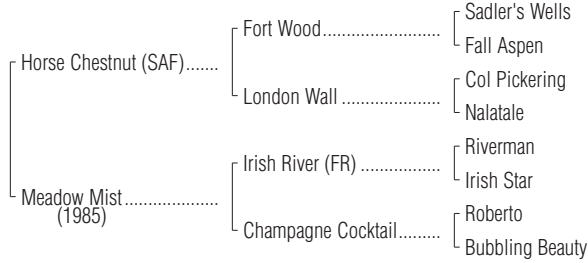 Sadler's Wells
Fort Wood
Fall Aspen
Horse Chestnut (SAF)
Col Pickering
London Wall
Nalatale
Riverman
Irish River (FR)
Irish Star
Meadow Mist
(1985)
Roberto
Champagne Cocktail
Bubbling Beauty